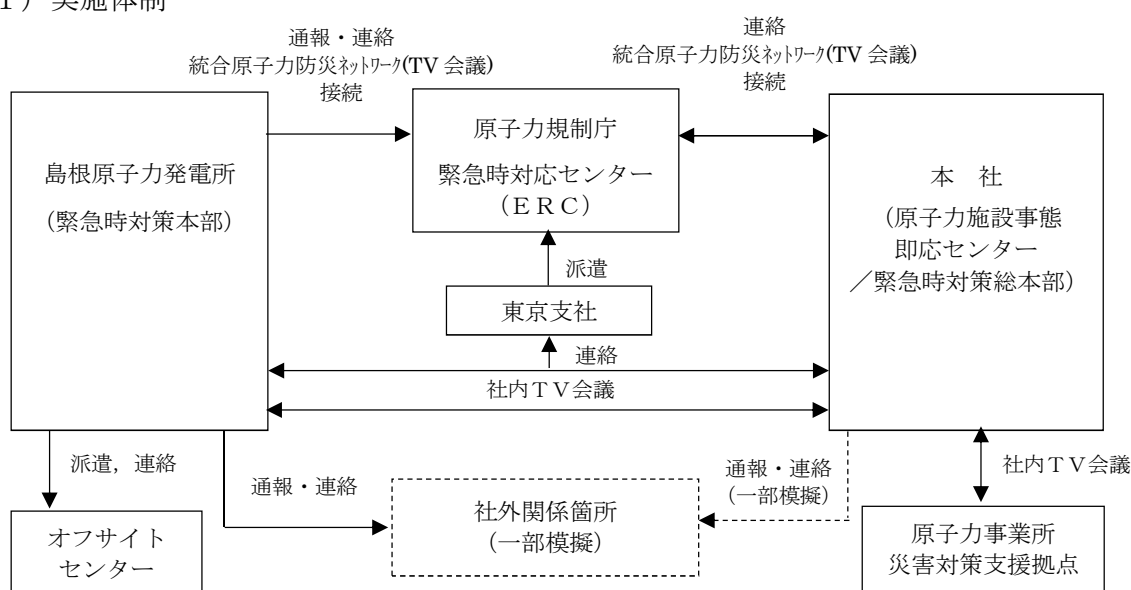 １）実施体制
通報・連絡
統合原子力防災ﾈｯﾄﾜｰｸ(TV 会議)
接続
連絡
統合原子力防災ﾈｯﾄﾜｰｸ(TV 会議)
接続
島根原子力発電所
（緊急時対策本部）
原子力規制庁
緊急時対応センター
（ＥＲＣ）
本　社
（原子力施設事態
即応センター
／緊急時対策総本部）
派遣
東京支社
連絡
社内ＴＶ会議
派遣，連絡
通報・連絡
通報・連絡
（一部模擬）
社内ＴＶ会議
オフサイト
センター
社外関係箇所
（一部模擬）
原子力事業所
災害対策支援拠点